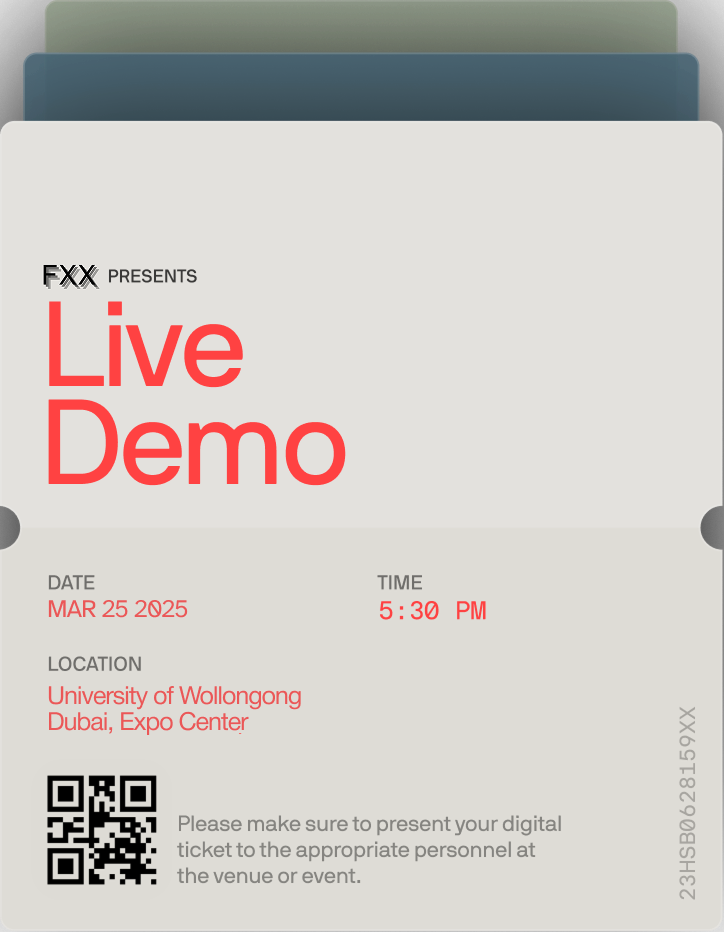 FXX PRESENTS
Live
Demo
DATE
MAR 25 2025
TIME
5:30 PM
LOCATION
University of Wollongong
Dubai, Expo Center
Please make sure to present your digital
ticket to the appropriate personnel at
the venue or event.
23HSB0628159XX